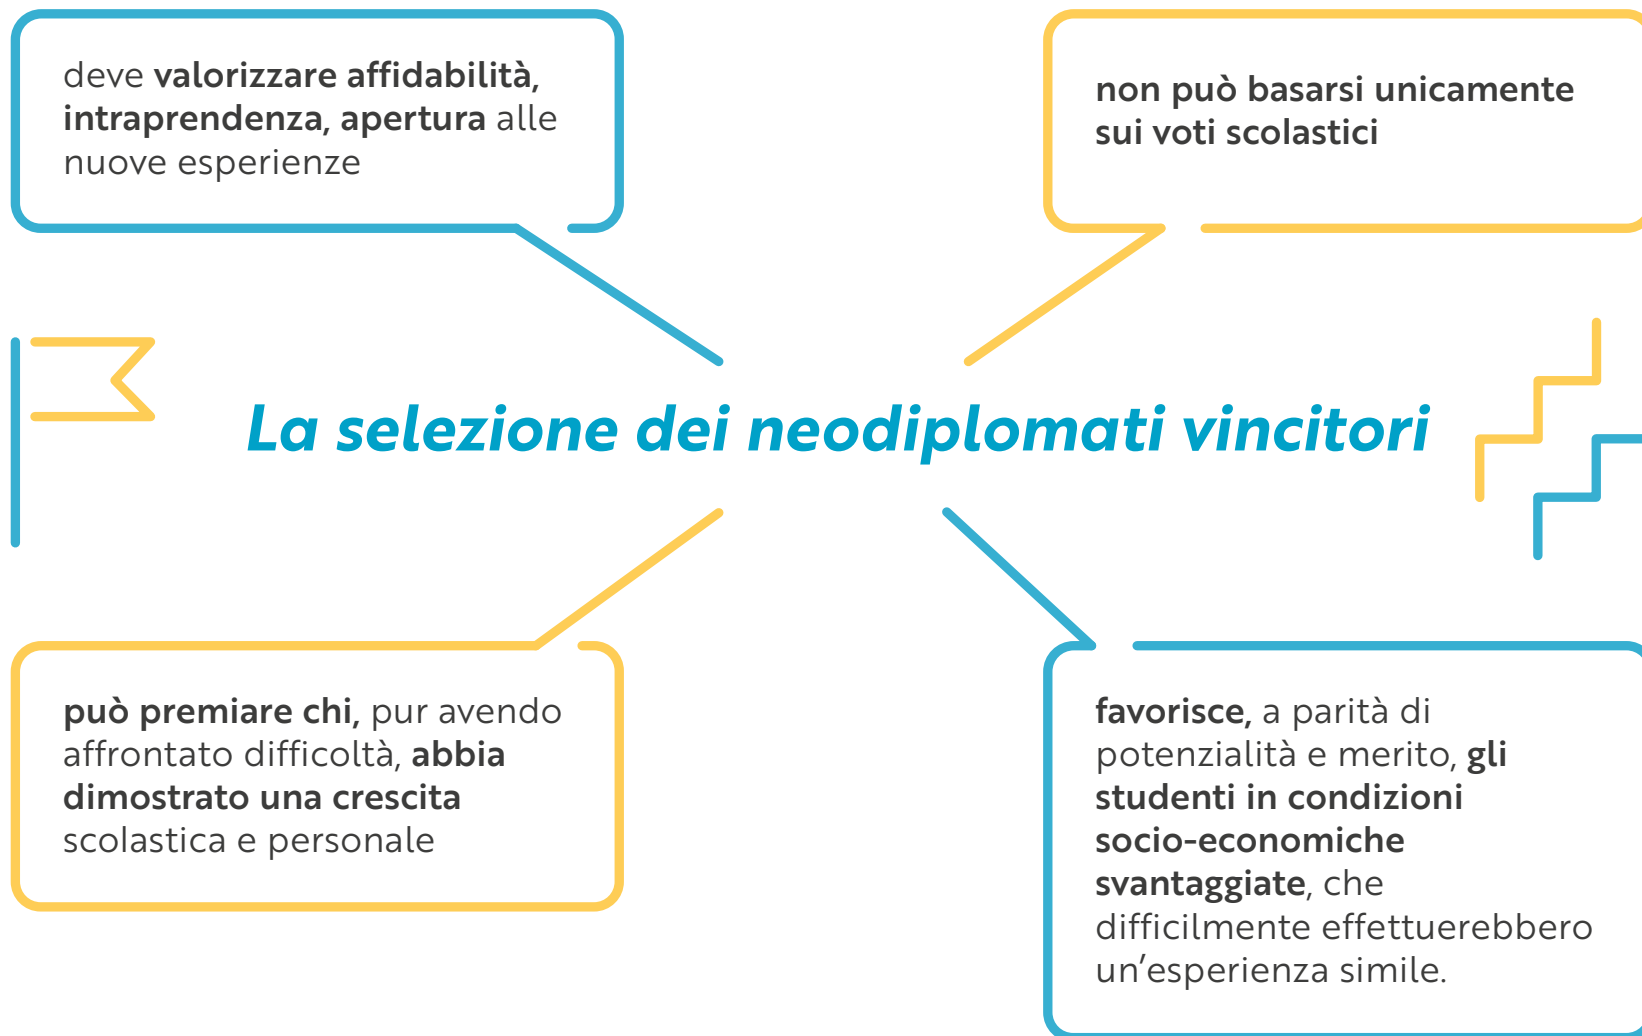 deve valorizzare affidabilità,
intraprendenza, apertura alle
nuove esperienze
non può basarsi unicamente
sui voti scolastici
La selezione dei neodiplomati vincitori
può premiare chi, pur avendo
affrontato difficoltà, abbia
dimostrato una crescita
scolastica e personale
favorisce, a parità di
potenzialità e merito, gli
studenti in condizioni
socio-economiche
svantaggiate, che
difficilmente effettuerebbero
un’esperienza simile.